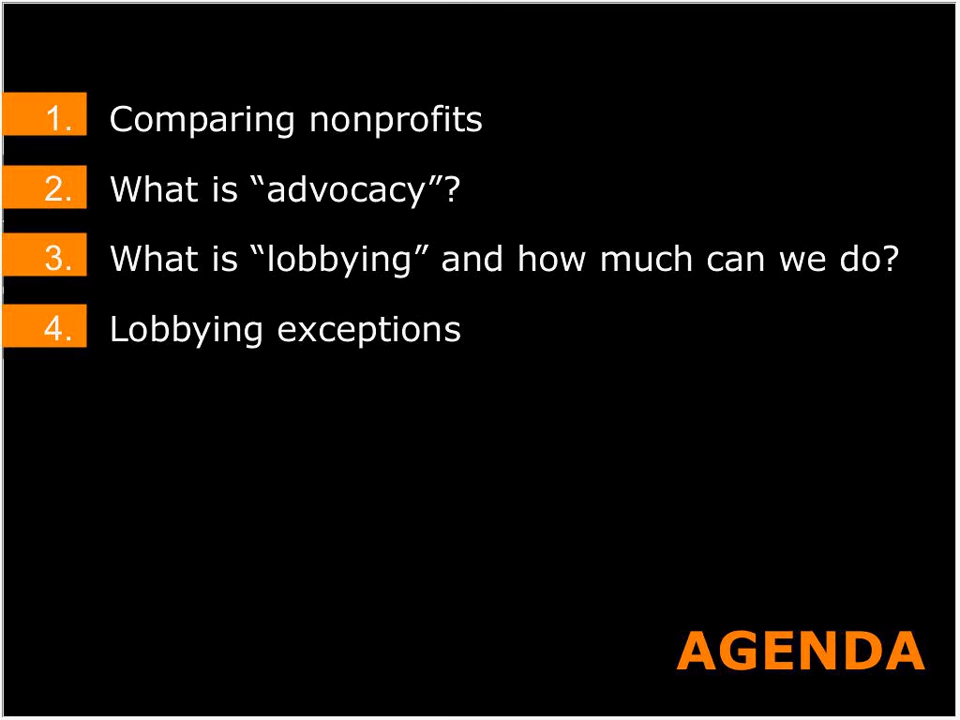 1. Comparing nonprofits
2. What is “advocacy”?
3. What is “lobbying” and how much can we do?
4. Lobbying exceptions
AGENDA